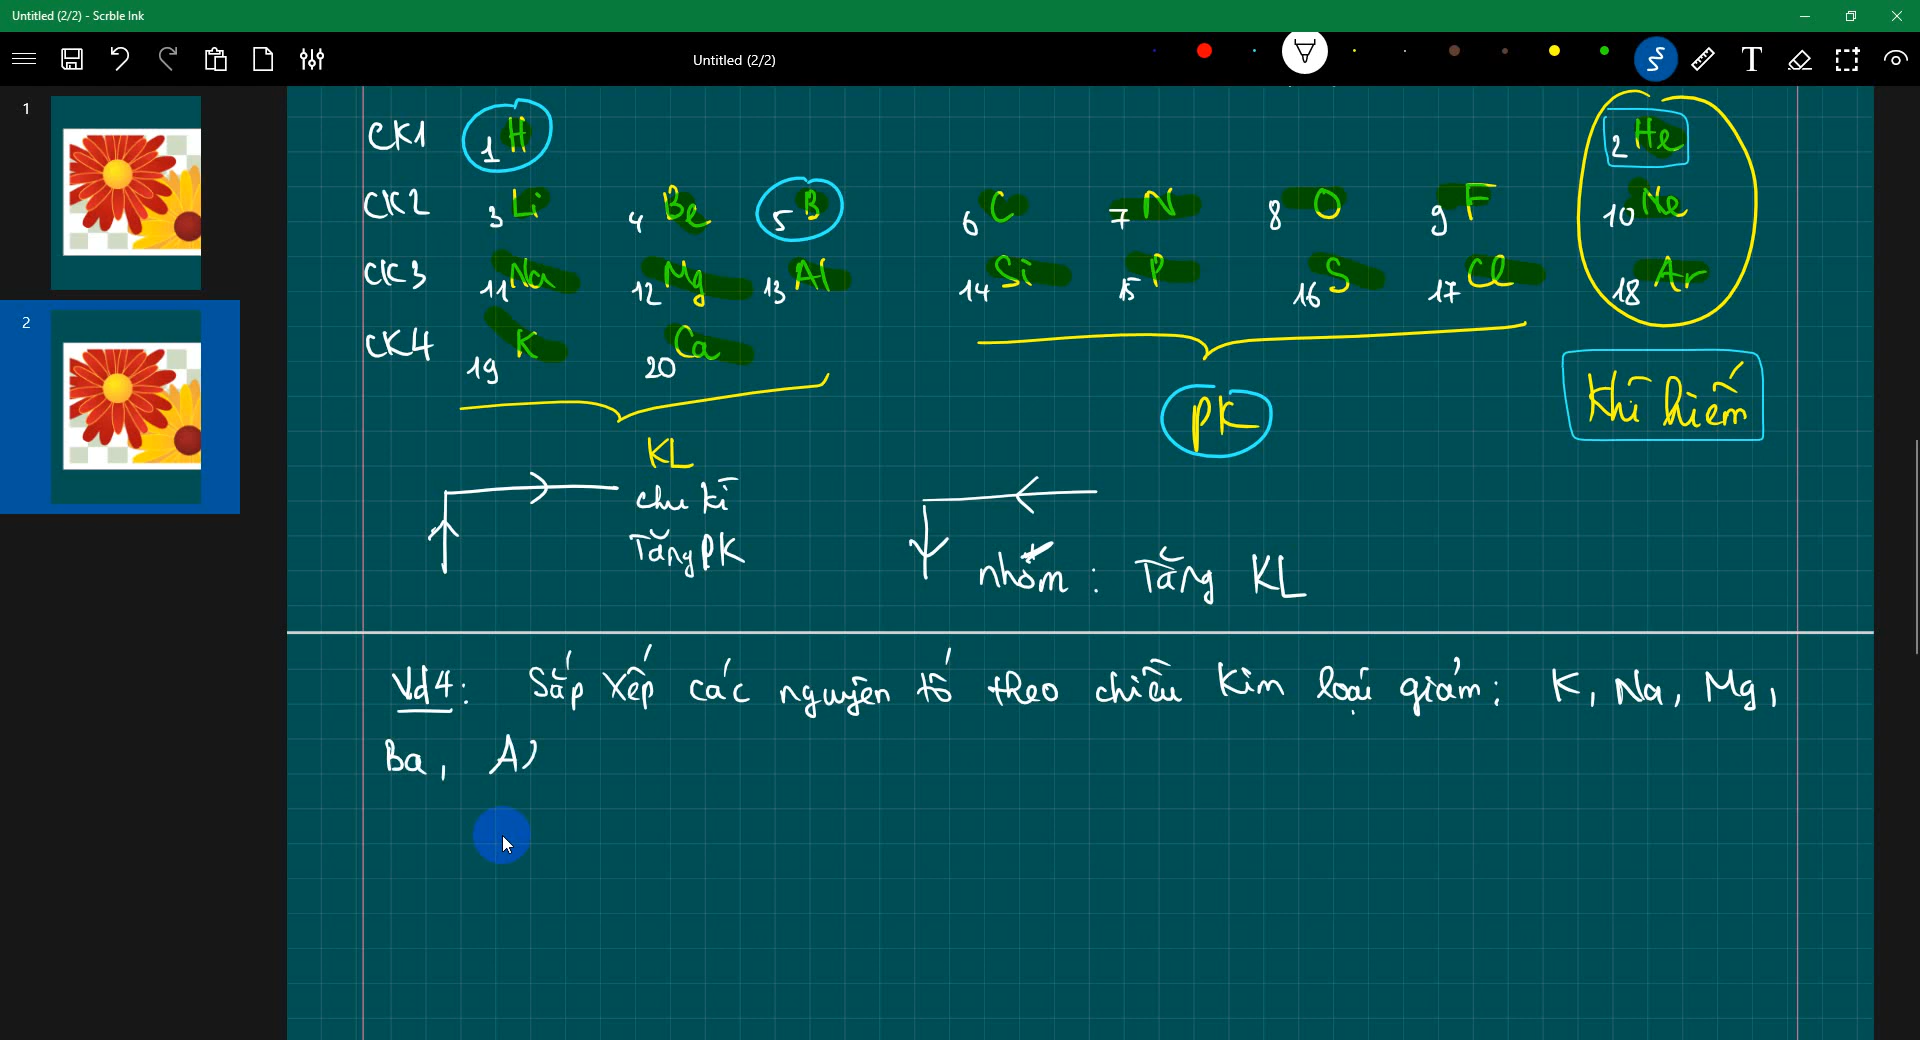 Untitled (2/2) - Scrble Ink
Untitled (2/2)
1
2
CK1 1 H 2 He
CK2 3 Li 4 Be 5 B 6 C 7 N 8 O 9 F 10 Ne
CK3 11 Na 12 Mg 13 Al 14 Si 15 P 16 S 17 Cl 18 Ar
CK4 19 K 20 Ca
KL PK Khí hiếm
chu kì
Tăng PK
nhóm : Tăng KL
Vd4: Sắp xếp các nguyên tố theo chiều Kim loại giảm: K, Na, Mg,
Ba, Al